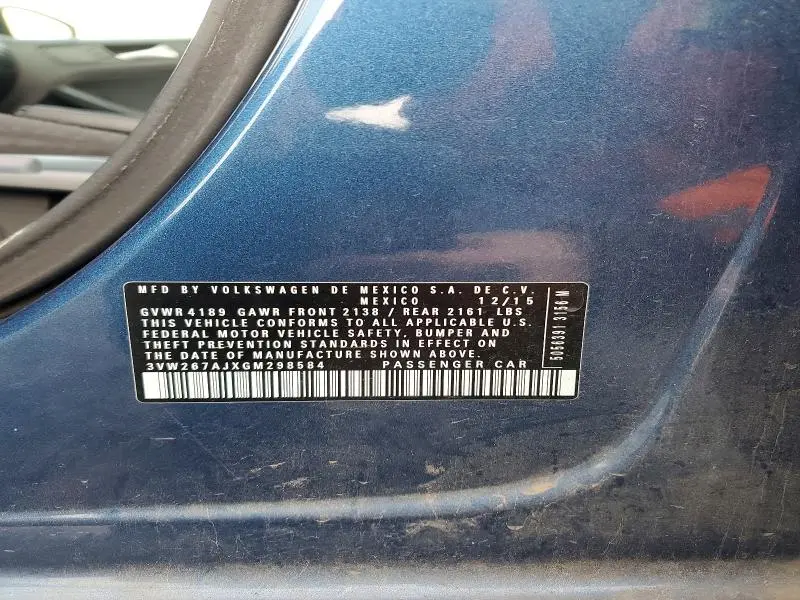 MFD BY VOLKSWAGEN DE MEXICO S.A. DE C.V.
MEXICO 12/15
GVWR 4189 GAWR FRONT 2138 / REAR 2161 LBS
THIS VEHICLE CONFORMS TO ALL APPLICABLE U.S.
FEDERAL MOTOR VEHICLE SAFETY, BUMPER AND
THEFT PREVENTION STANDARDS IN EFFECT ON
THE DATE OF MANUFACTURE SHOWN ABOVE.
3VW267AJXGM298584 PASSENGER CAR
5056391 3156 M